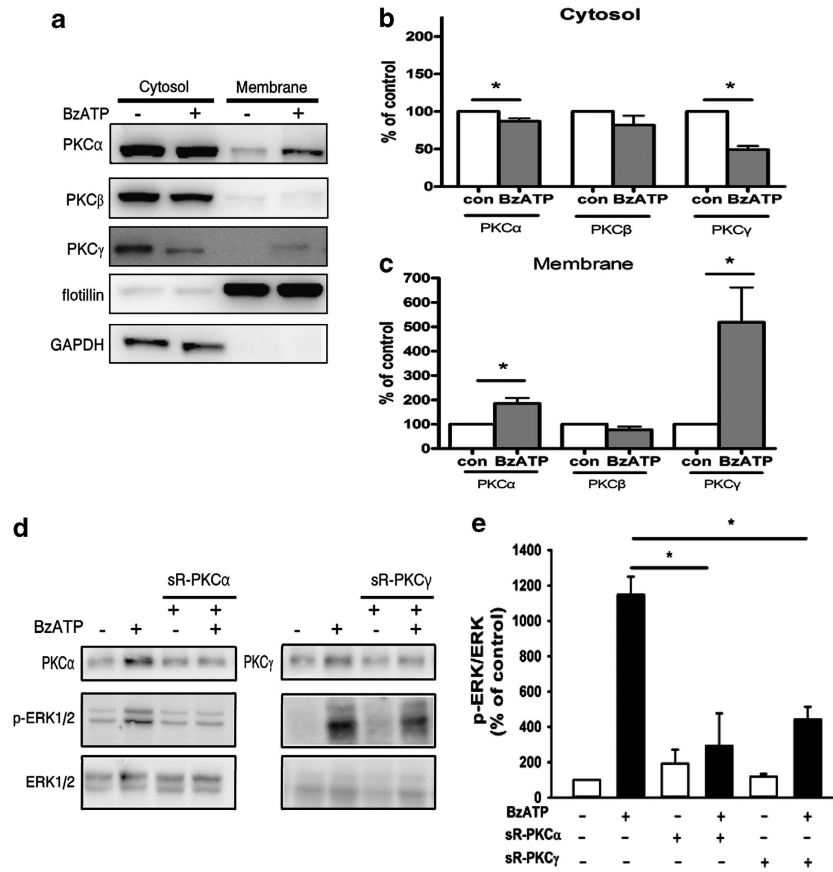 a
Cytosol Membrane
BzATP - + - +
PKCα
PKCβ
PKCγ
flotillin
GAPDH
b
Cytosol
% of control
200
150
100
50
0
* *
con BzATP con BzATP con BzATP
PKCα PKCβ PKCγ
c
Membrane
% of control
700
600
500
400
300
200
100
0
* *
con BzATP con BzATP con BzATP
PKCα PKCβ PKCγ
d
sR-PKCα
+ +
BzATP - + - +
PKCα
p-ERK1/2
ERK1/2
sR-PKCγ
+ +
- + - +
PKCγ
e
p-ERK/ERK
(% of control)
1400
1200
1000
800
600
400
200
0
*
*
BzATP - + - + - +
sR-PKCα - - + + - -
sR-PKCγ - - - - + +